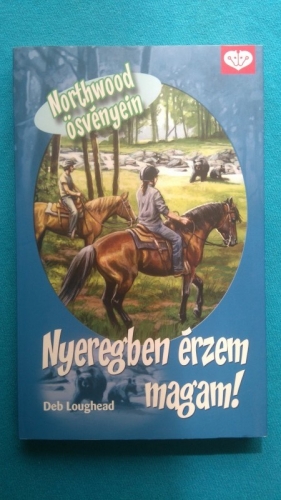 Northwood
ösvényein
Nyeregben érzem
magam!
Deb Loughead